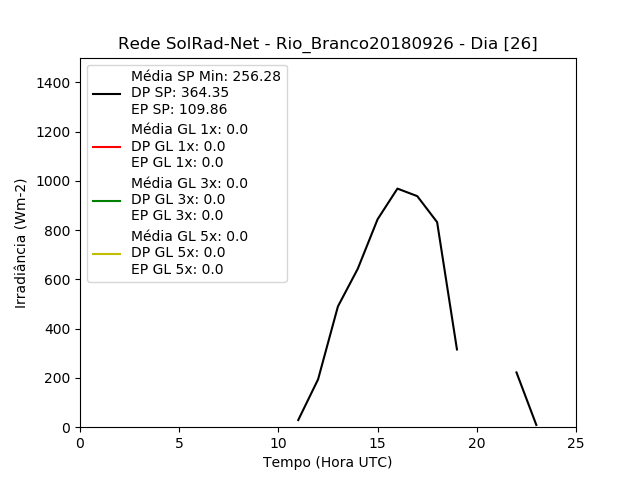 Rede SolRad-Net - Rio_Branco20180926 - Dia [26]
Média SP Min: 256.28
DP SP: 364.35
EP SP: 109.86
Média GL 1x: 0.0
DP GL 1x: 0.0
EP GL 1x: 0.0
Média GL 3x: 0.0
DP GL 3x: 0.0
EP GL 3x: 0.0
Média GL 5x: 0.0
DP GL 5x: 0.0
EP GL 5x: 0.0
Irradiância (Wm-2)
1400
1200
1000
800
600
400
200
0
0 5 10 15 20 25
Tempo (Hora UTC)